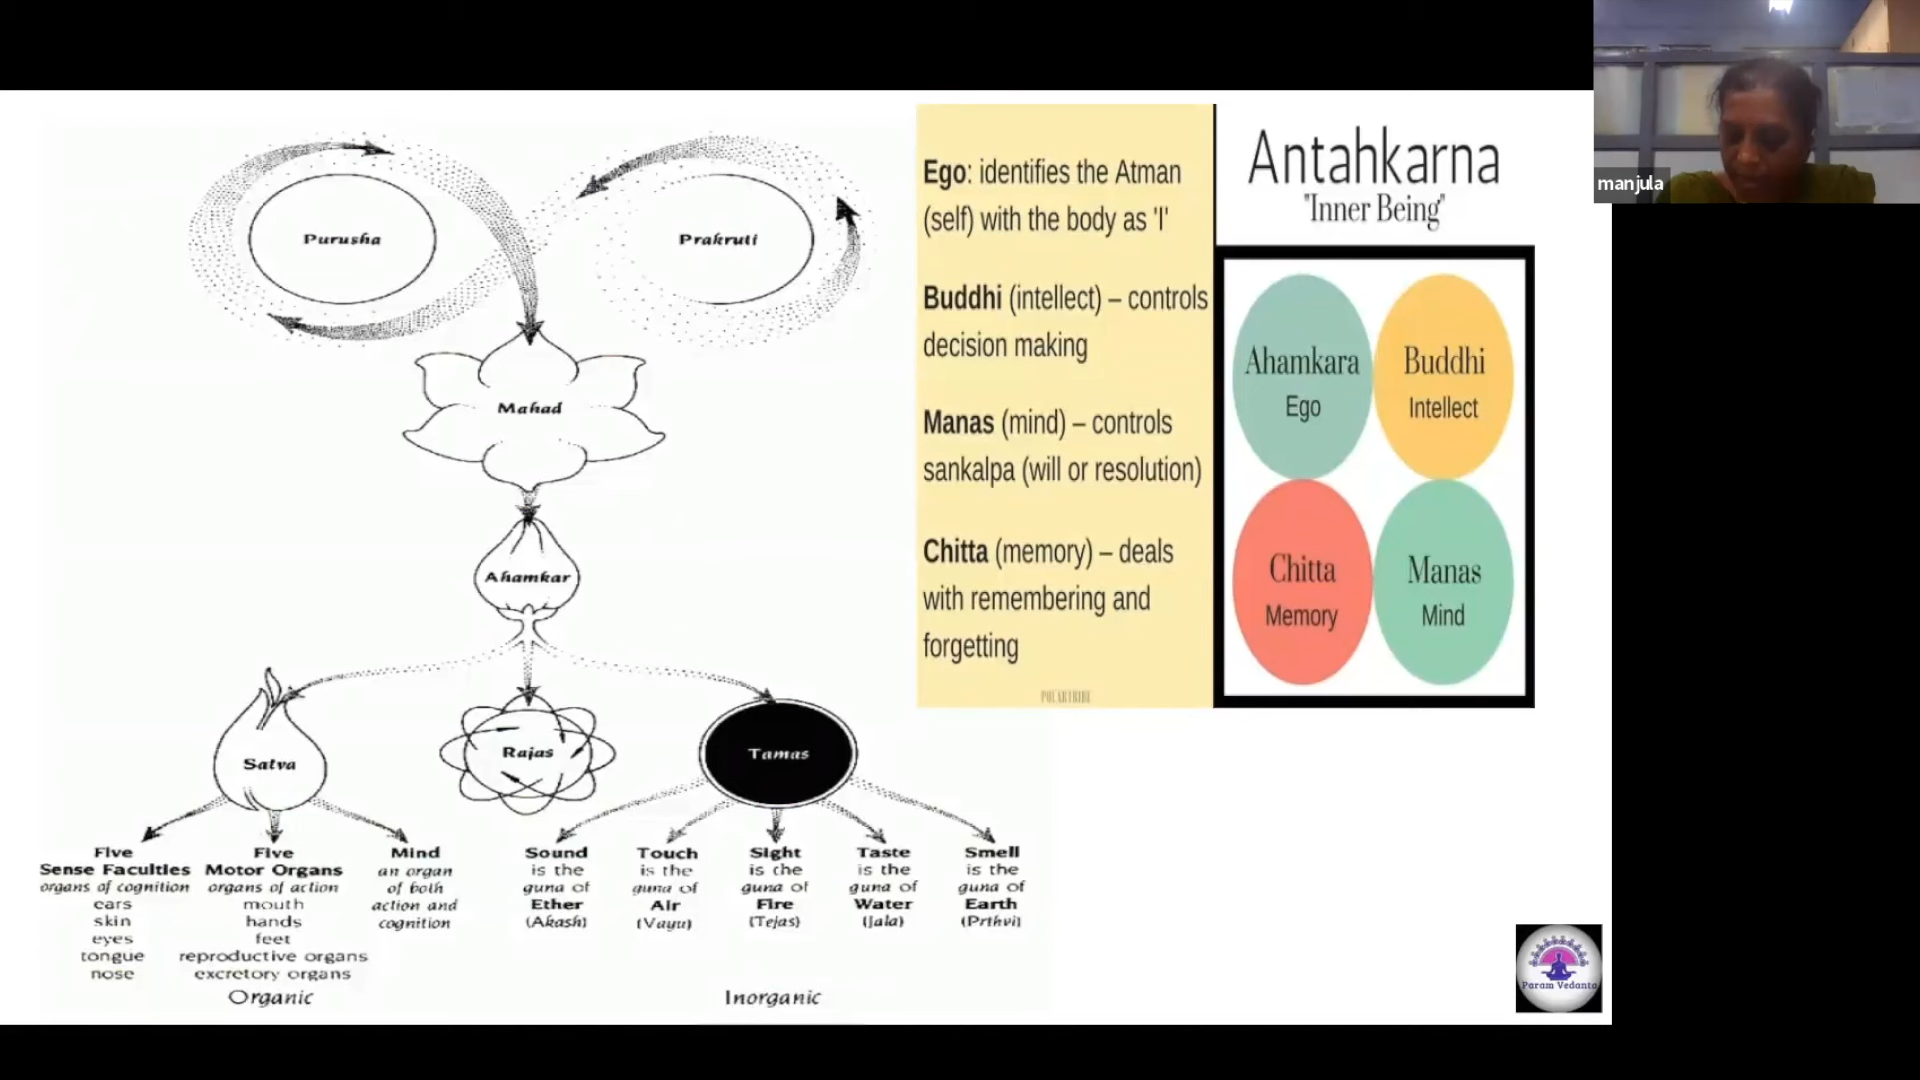 Purusha
Prakruti
Mahad
Ahamkar
Satva
Rajas
Tamas
Five
Sense Faculties
organs of cognition
ears
skin
eyes
tongue
nose
Five
Motor Organs
organs of action
mouth
hands
feet
reproductive organs
excretory organs
Mind
an organ
of both
action and
cognition
Organic
Sound
is the
guna of
Ether
(Akash)
Touch
is the
guna of
Air
(Vayu)
Sight
is the
guna of
Fire
(Tejas)
Taste
is the
guna of
Water
(Jala)
Smell
is the
guna of
Earth
(Prthvi)
Inorganic
Ego: identifies the Atman
(self) with the body as 'I'
Buddhi (intellect) – controls
decision making
Manas (mind) – controls
sankalpa (will or resolution)
Chitta (memory) – deals
with remembering and
forgetting
POLARTRIBE
Antahkarna
"Inner Being"
Ahamkara
Ego
Buddhi
Intellect
Chitta
Memory
Manas
Mind
manjula
Param Vedanta